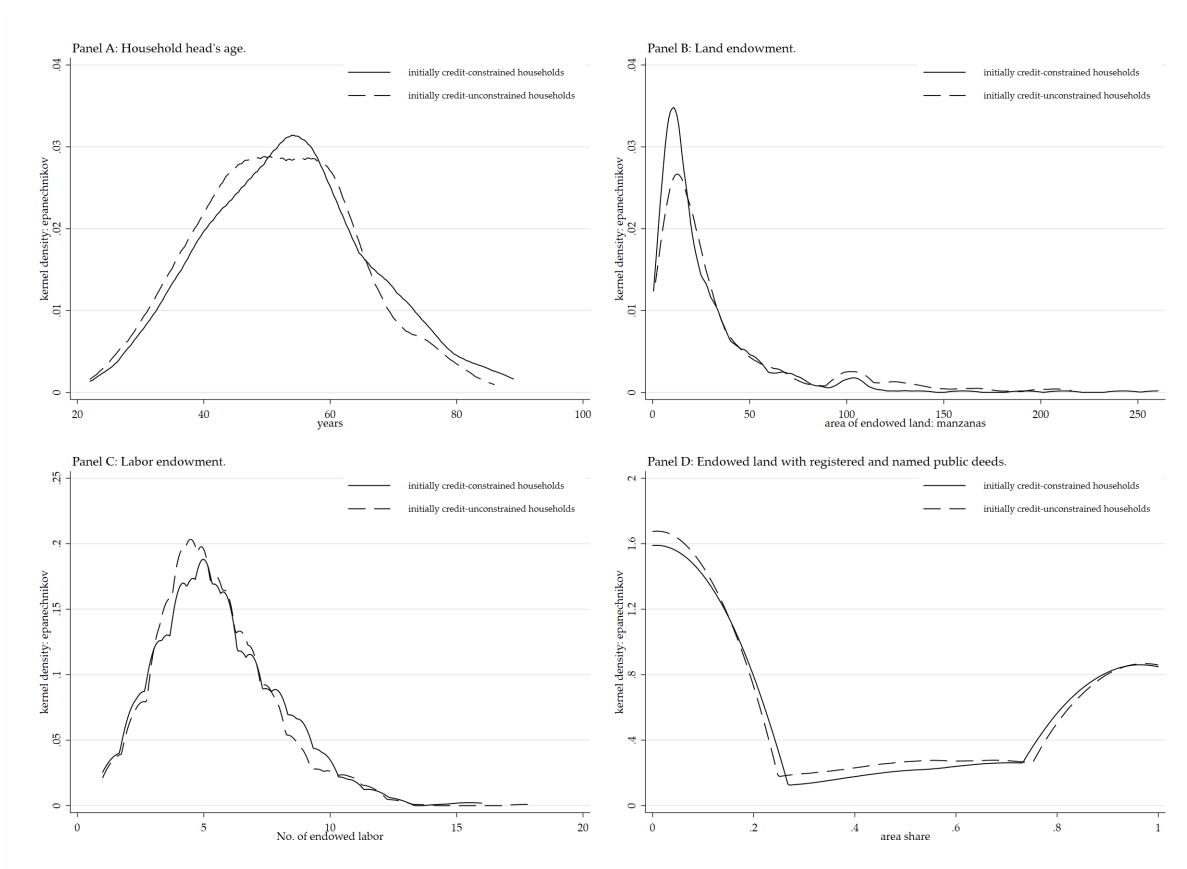 Panel A: Household head's age.
initially credit-constrained households
initially credit-unconstrained households
kernel density: epanechnikov
.04
.03
.02
.01
0
20 40 60 80 100
years
Panel B: Land endowment.
initially credit-constrained households
initially credit-unconstrained households
kernel density: epanechnikov
.04
.03
.02
.01
0
0 50 100 150 200 250
area of endowed land: manzanas
Panel C: Labor endowment.
initially credit-constrained households
initially credit-unconstrained households
kernel density: epanechnikov
.25
.2
.15
.1
.05
0
0 5 10 15 20
No. of endowed labor
Panel D: Endowed land with registered and named public deeds.
initially credit-constrained households
initially credit-unconstrained households
kernel density: epanechnikov
2
1.6
1.2
.8
.4
0
0 .2 .4 .6 .8 1
area share